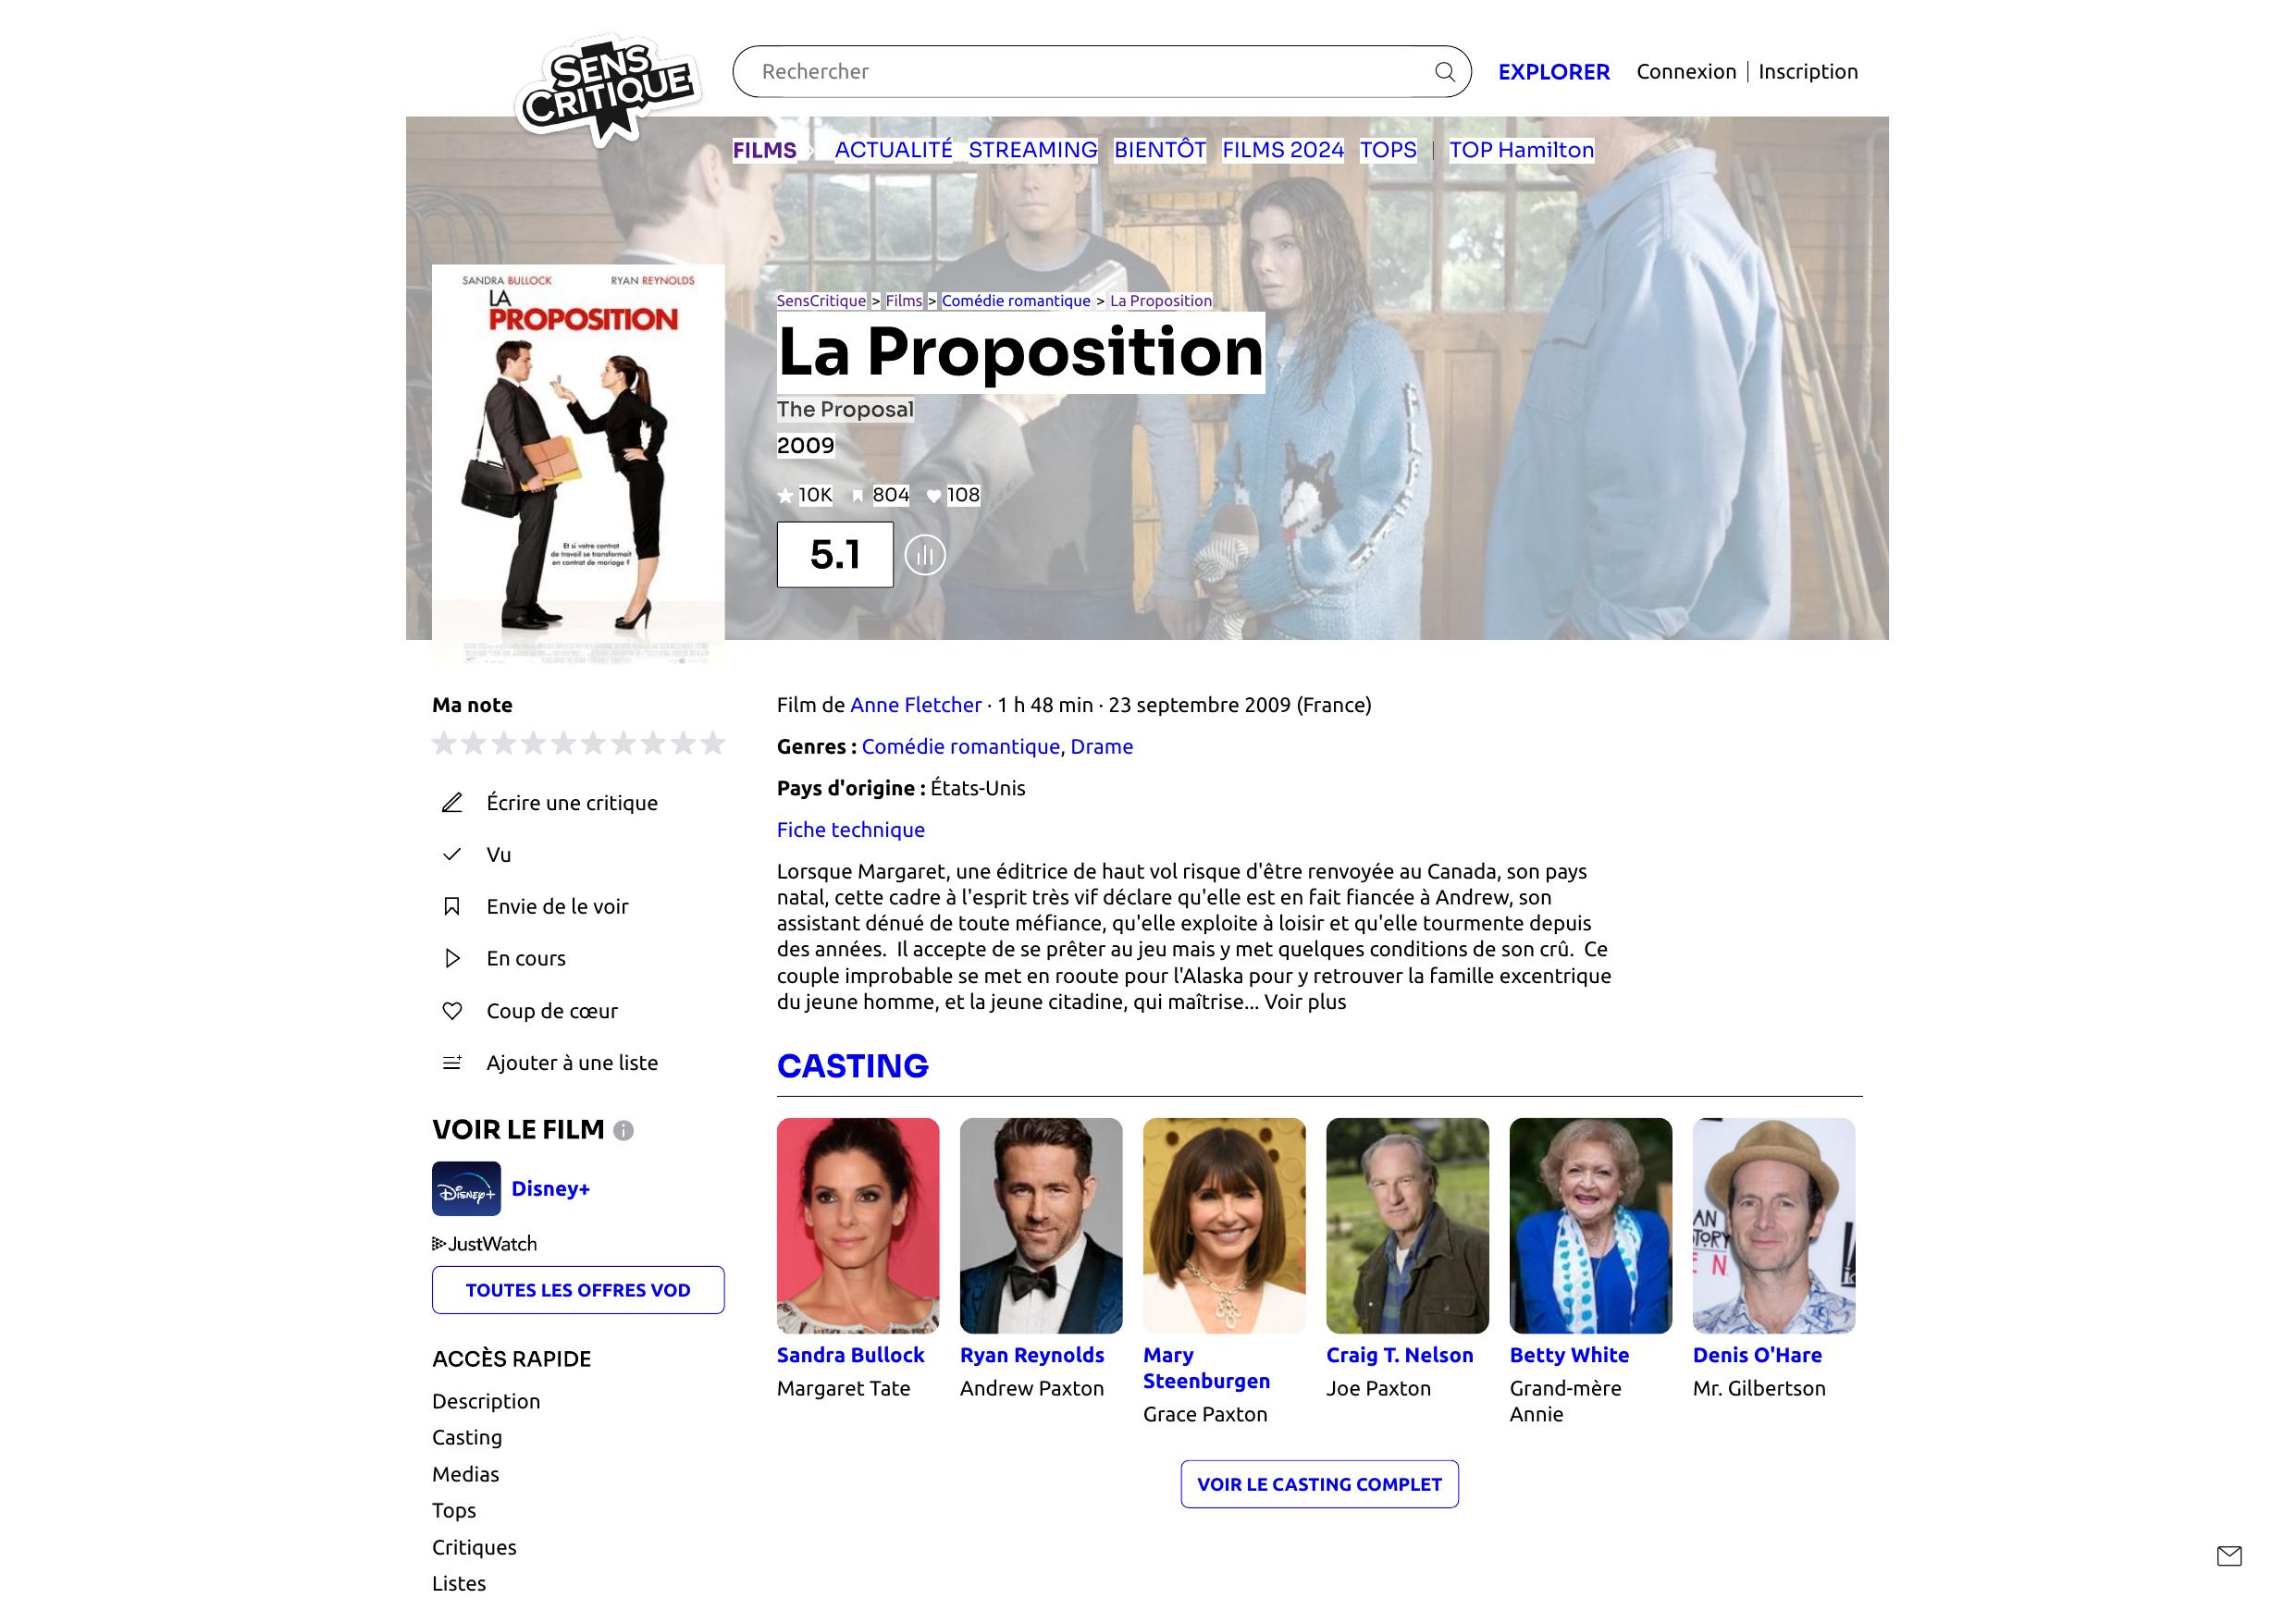 SENS
CRITIQUE
Rechercher
EXPLORER
Connexion | Inscription
FILMS
ACTUALITÉ
STREAMING
BIENTÔT
FILMS 2024
TOPS
|
TOP Hamilton
SANDRA BULLOCK
RYAN REYNOLDS
LA
PROPOSITION
Et si votre contrat
de travail se transformait
en contrat de mariage ?
SensCritique > Films > Comédie romantique > La Proposition
La Proposition
The Proposal
2009
10K 804 108
5.1
Ma note
Écrire une critique
Vu
Envie de le voir
En cours
Coup de cœur
Ajouter à une liste
VOIR LE FILM
Disney+
Disney+
JustWatch
TOUTES LES OFFRES VOD
ACCÈS RAPIDE
Description
Casting
Medias
Tops
Critiques
Listes
Film de Anne Fletcher · 1 h 48 min · 23 septembre 2009 (France)
Genres : Comédie romantique, Drame
Pays d'origine : États-Unis
Fiche technique
Lorsque Margaret, une éditrice de haut vol risque d'être renvoyée au Canada, son pays
natal, cette cadre à l'esprit très vif déclare qu'elle est en fait fiancée à Andrew, son
assistant dénué de toute méfiance, qu'elle exploite à loisir et qu'elle tourmente depuis
des années.  Il accepte de se prêter au jeu mais y met quelques conditions de son crû.  Ce
couple improbable se met en rooute pour l'Alaska pour y retrouver la famille excentrique
du jeune homme, et la jeune citadine, qui maîtrise... Voir plus
CASTING
AN
TORY
E N
Sandra Bullock
Margaret Tate
Ryan Reynolds
Andrew Paxton
Mary
Steenburgen
Grace Paxton
Craig T. Nelson
Joe Paxton
Betty White
Grand-mère
Annie
Denis O'Hare
Mr. Gilbertson
VOIR LE CASTING COMPLET